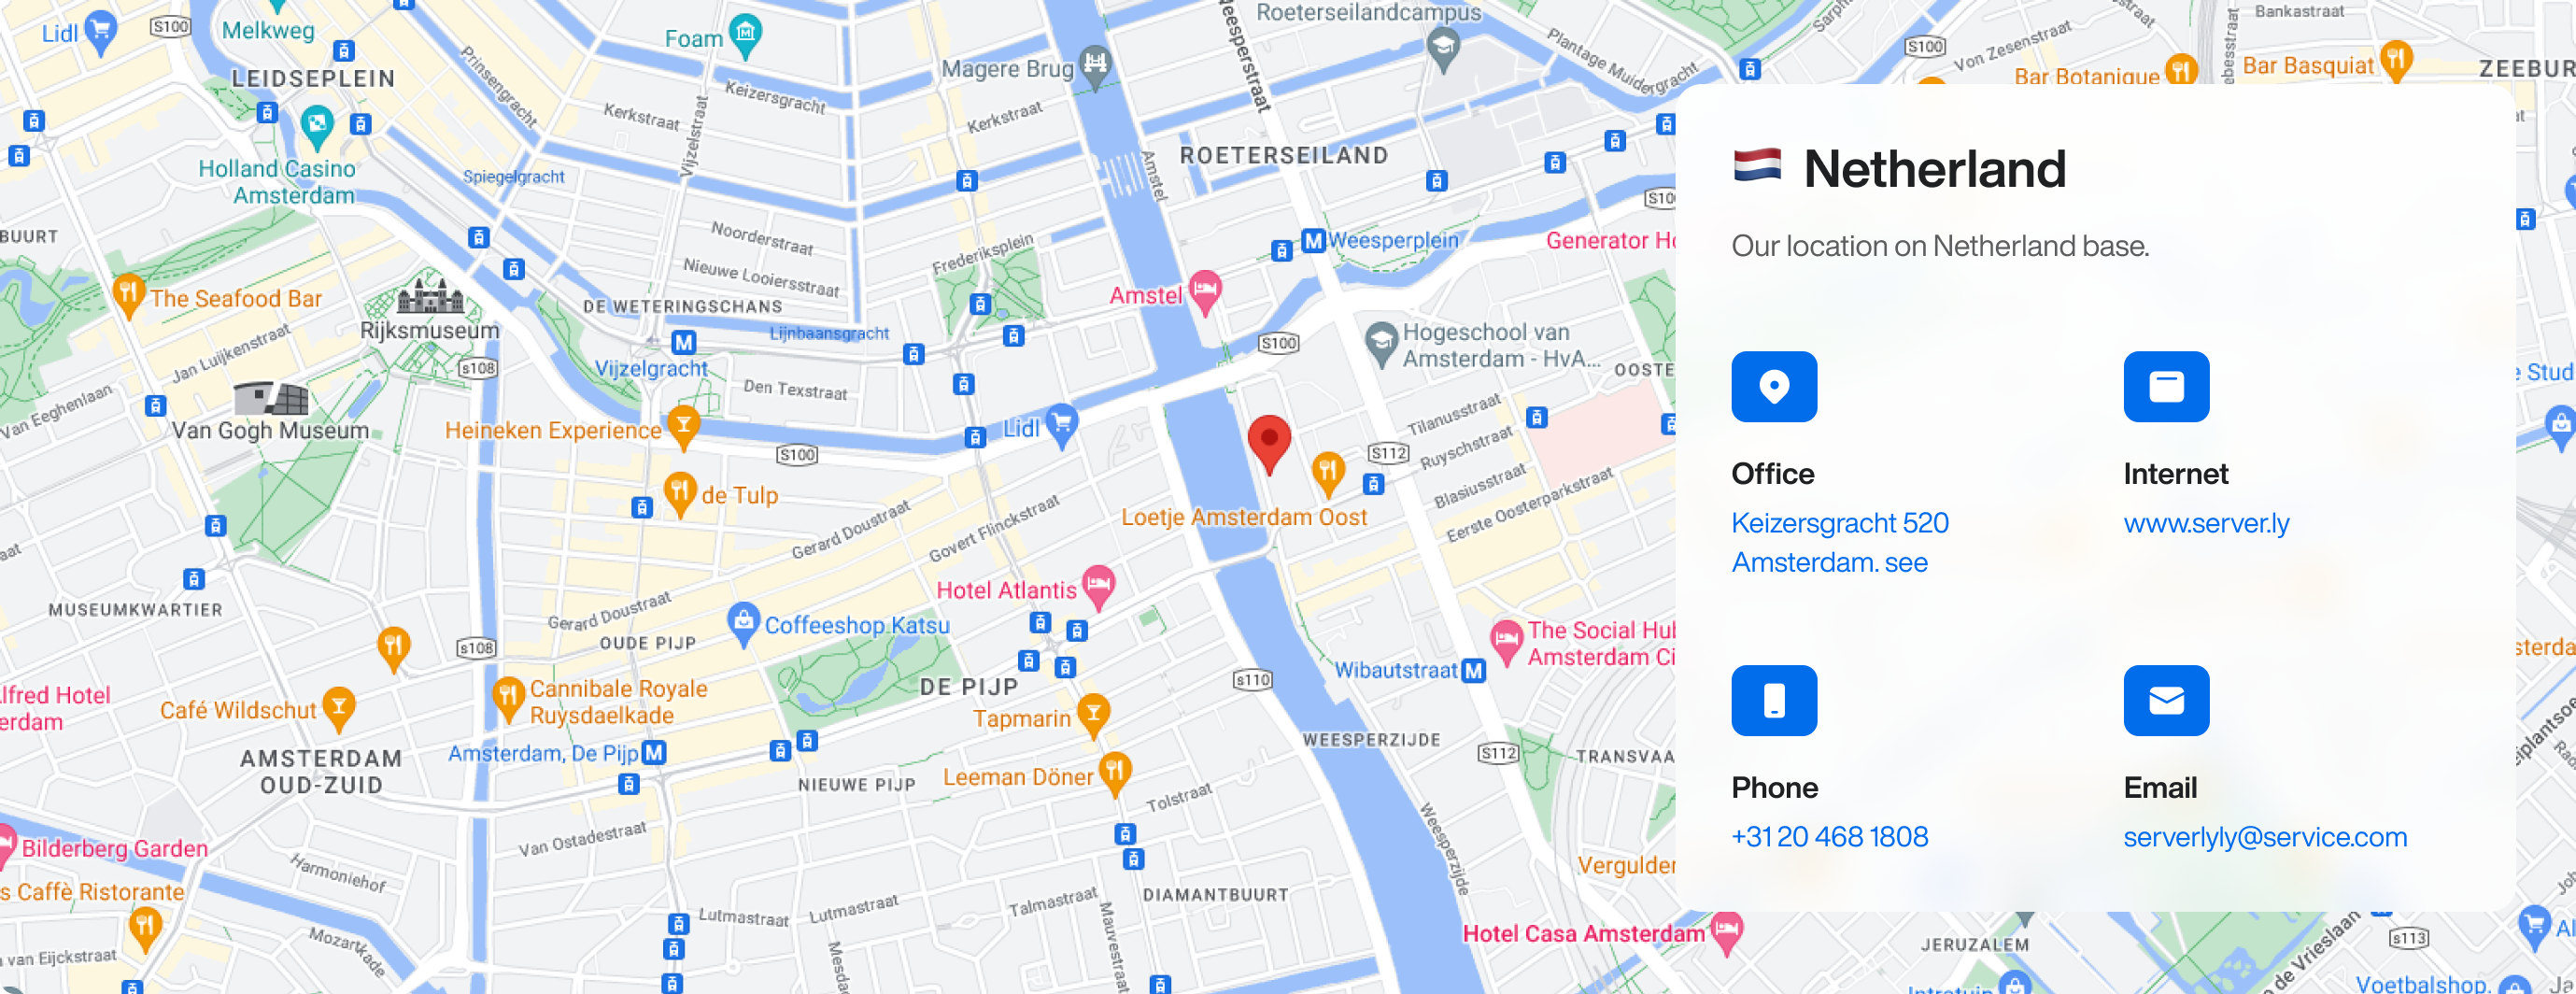 Lidl
S100
Melkweg
LEIDSEPLEIN
Prinsengracht
Foam
Keizersgracht
Kerkstraat
Vijzelstraat
Magere Brug
Kerkstraat
Weesperstraat
Roeterseilandcampus
Plantage Muidergracht
S100
Von Zesenstraat
Bankastraat
Bar Botanique
Bar Basquiat
ZEEBUR
Holland Casino
Amsterdam
Spiegelgracht
Amstel
ROETERSEILAND
BUURT
Noorderstraat
Nieuwe Looiersstraat
Frederiksplein
Weesperplein
Generator Ho
The Seafood Bar
Rijksmuseum
DE WETERINGSCHANS
Lijnbaansgracht
Amstel
Jan Luijkenstraat
s108
Vijzelgracht
Den Texstraat
S100
Hogeschool van
Amsterdam - HvA...
OOSTE
Van Eeghenlaan
Van Gogh Museum
Heineken Experience
S100
Lidl
Tilanusstraat
S112
Ruyschstraat
de Tulp
Gerard Doustraat
Govert Flinckstraat
Loetje Amsterdam Oost
Blasiusstraat
Eerste Oosterparkstraat
MUSEUMKWARTIER
Gerard Doustraat
Hotel Atlantis
OUDE PIJP
Coffeeshop Katsu
s108
DE PIJP
s110
Wibautstraat
The Social Hub
Amsterdam Ci
lfred Hotel
erdam
Café Wildschut
Cannibale Royale
Ruysdaelkade
Tapmarin
AMSTERDAM
OUD-ZUID
Amsterdam, De Pijp
NIEUWE PIJP
Leeman Döner
WEESPERZIJDE
S112
TRANSVAA
Van Ostadestraat
Tolstraat
Weesperzijde
Bilderberg Garden
Harmoniehof
s Caffè Ristorante
Lutmastraat
Lutmastraat
Talmastraat
DIAMANTBUURT
Vergulden
van Eijckstraat
Mozartkade
Mauvestraat
Hotel Casa Amsterdam
JERUZALEM
s113
Voetbalshop.
Netherland
Our location on Netherland base.
Office
Keizersgracht 520
Amsterdam. see
Internet
www.server.ly
Phone
+31 20 468 1808
Email
serverlyly@service.com